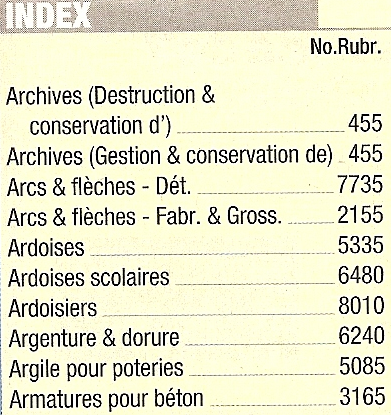 INDEX
No.Rubr.
Archives (Destruction &
conservation d') 455
Archives (Gestion & conservation de) 455
Arcs & flèches - Dét. 7735
Arcs & flèches - Fabr. & Gross. 2155
Ardoises 5335
Ardoises scolaires 6480
Ardoisiers 8010
Argenture & dorure 6240
Argile pour poteries 5085
Armatures pour béton 3165